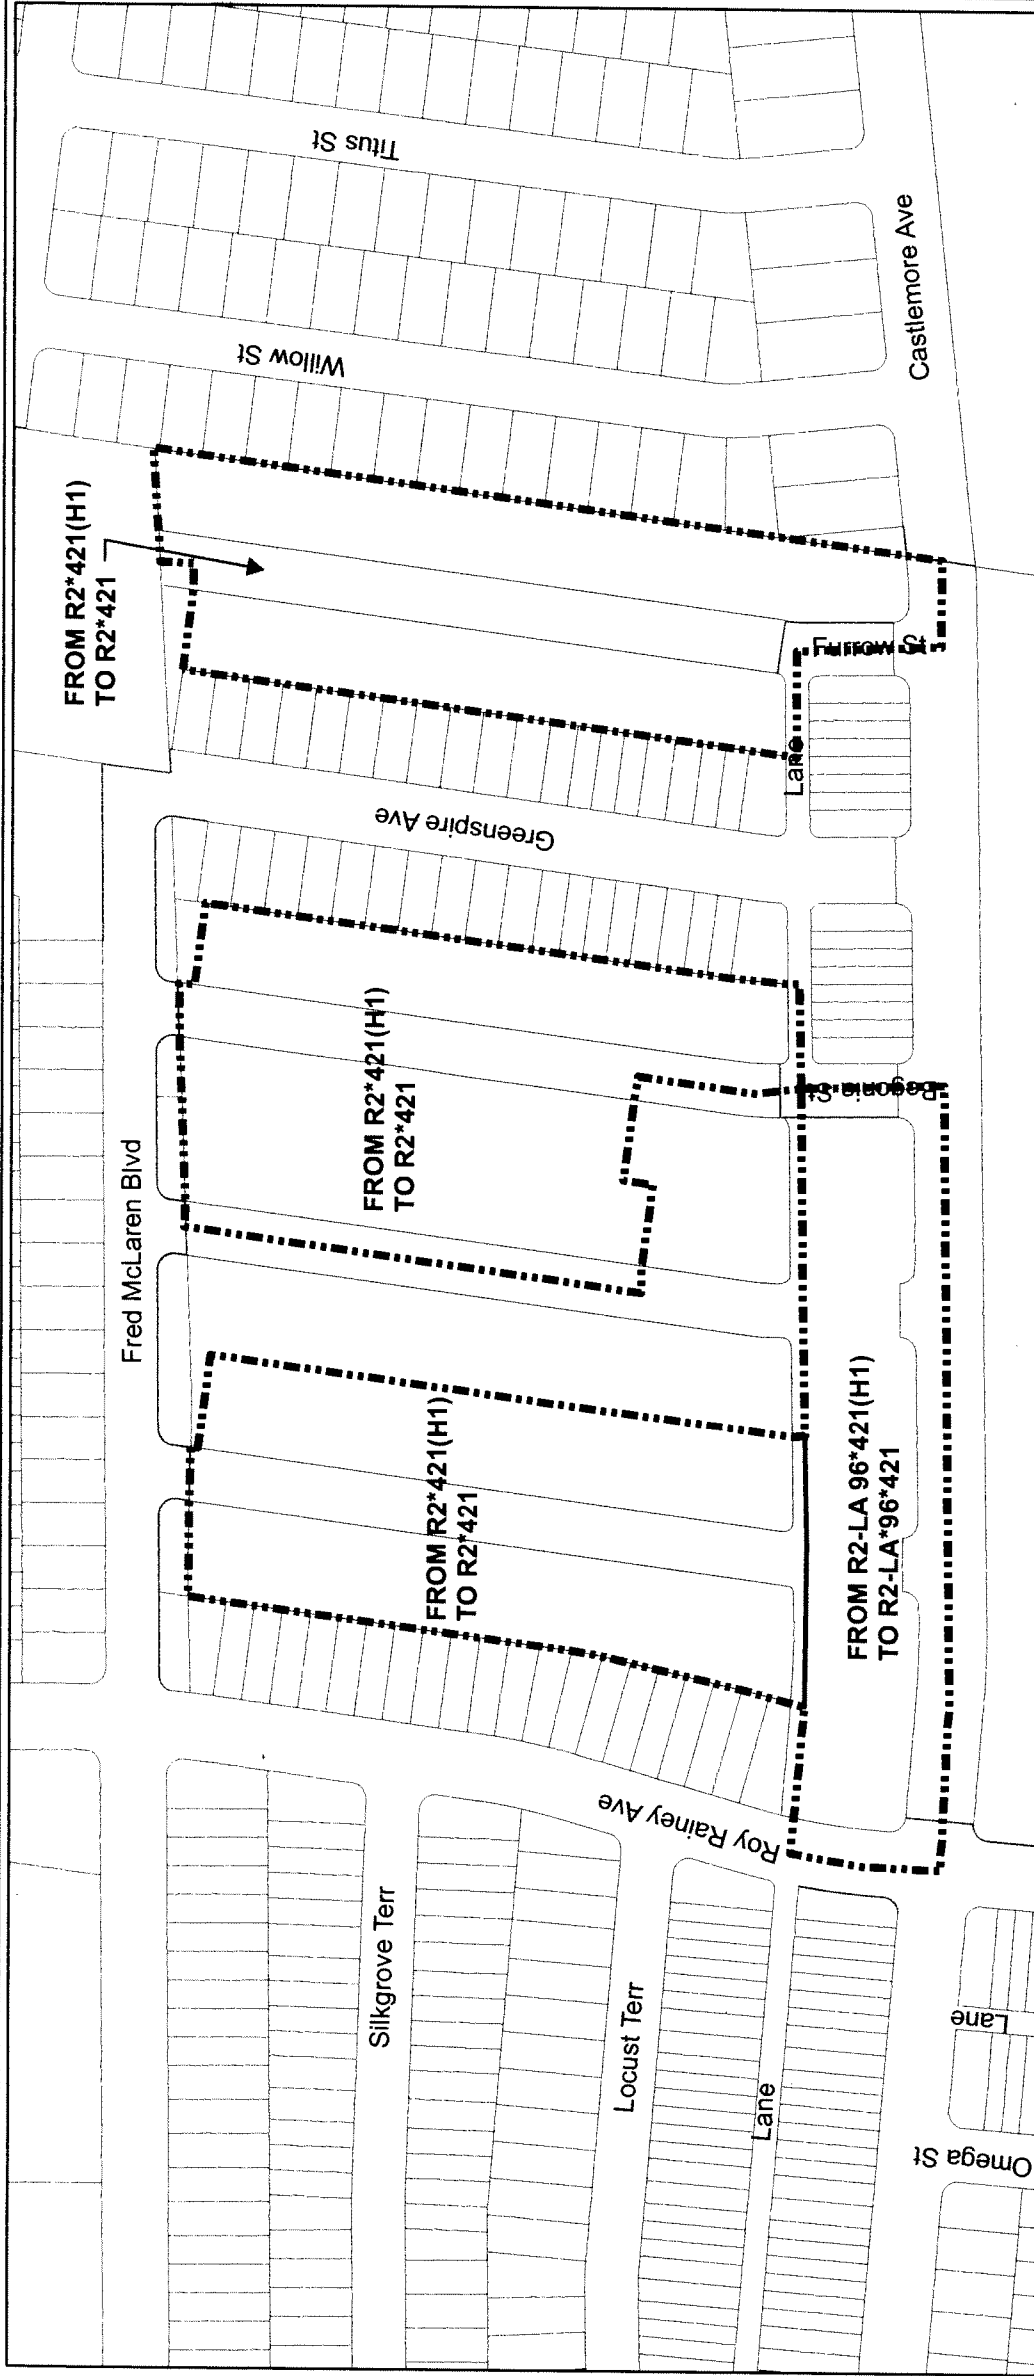 Titus St
Willow St
Castlemore Ave
FROM R2*421(H1)
TO R2*421
Furrow St
Lane
Greenspire Ave
FROM R2*421(H1)
TO R2*421
Begonia St
Fred McLaren Blvd
FROM R2*421(H1)
TO R2*421
FROM R2-LA 96*421(H1)
TO R2-LA*96*421
Roy Rainey Ave
Silkgrove Terr
Locust Terr
Lane
Lane
Omega St